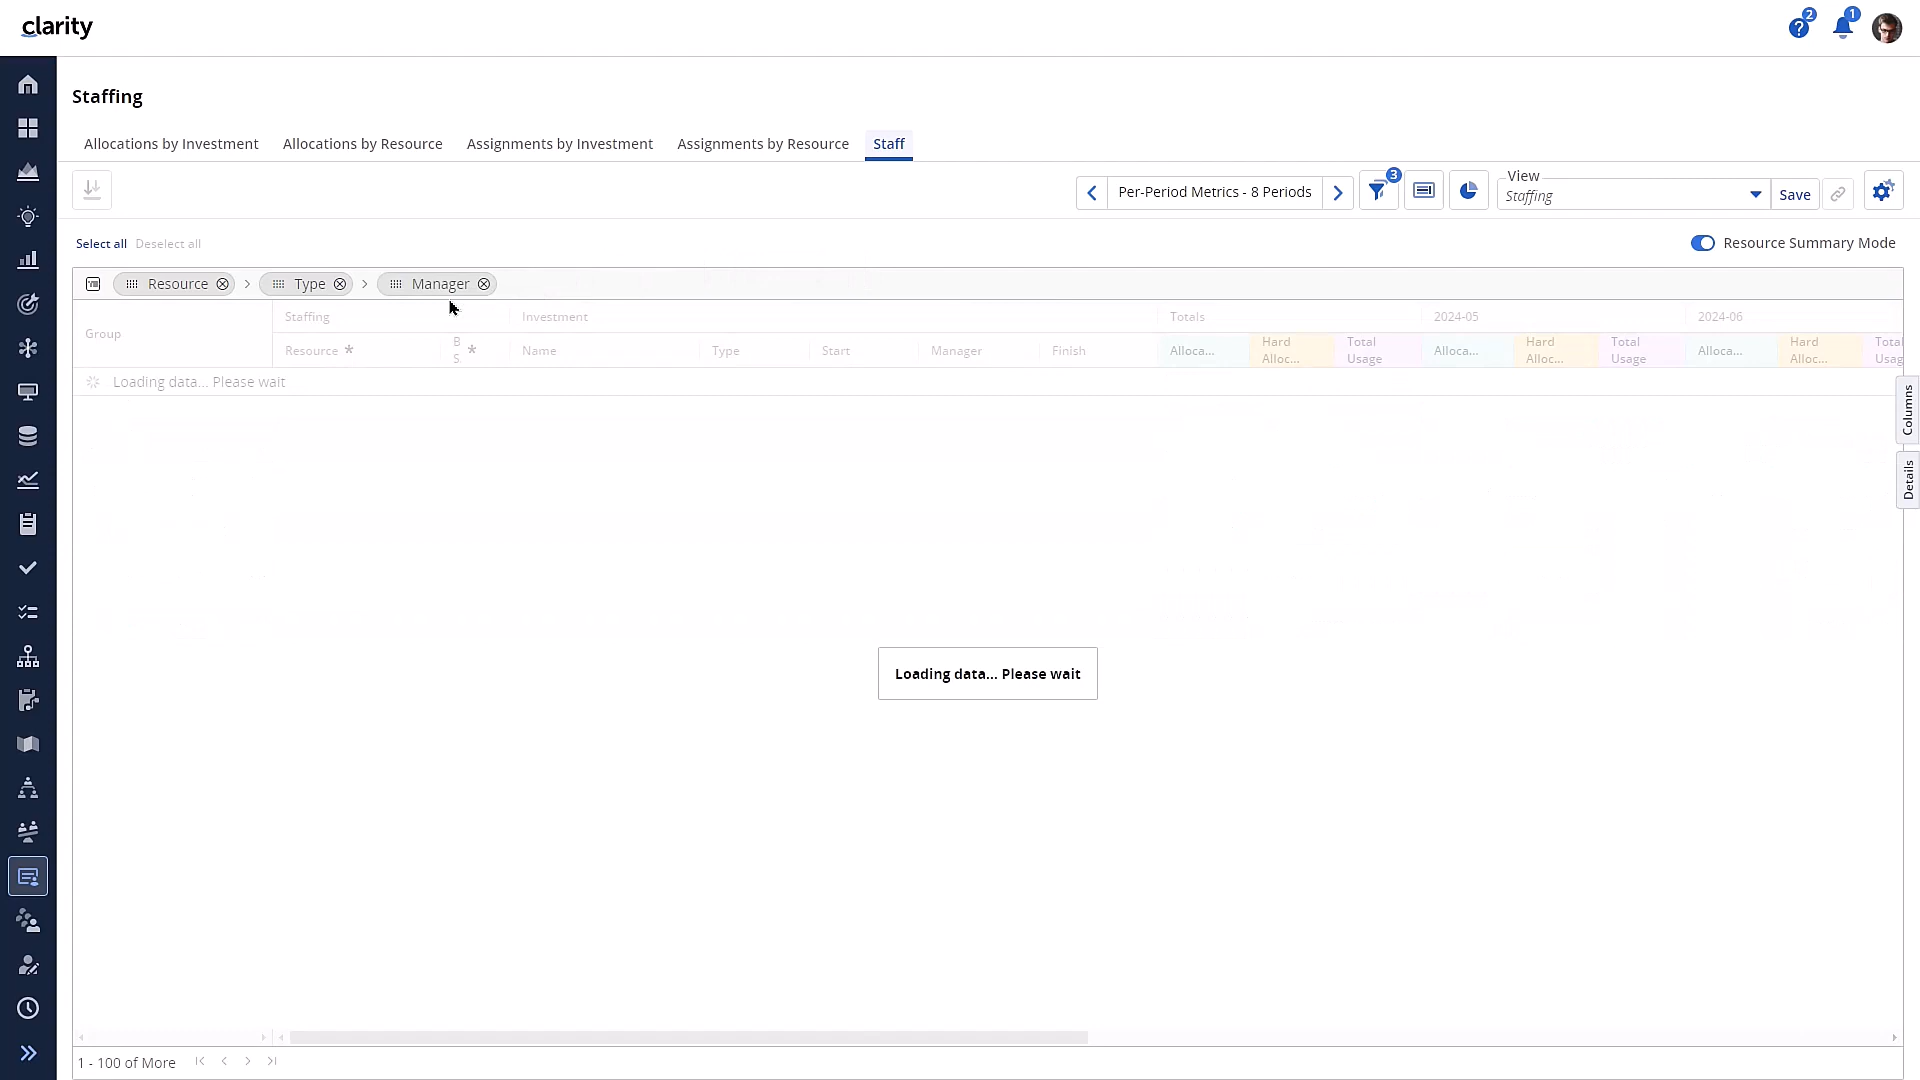 clarity
2
1
Staffing
Allocations by Investment
Allocations by Resource
Assignments by Investment
Assignments by Resource
Staff
Per-Period Metrics - 8 Periods
3
View
Staffing
Save
Select all
Deselect all
Resource Summary Mode
Resource
Type
Manager
Group
Staffing
Investment
Totals
2024-05
2024-06
Resource *
B
S
*
Name
Type
Start
Manager
Finish
Alloca...
Hard
Alloc...
Total
Usage
Alloca...
Hard
Alloc...
Total
Usage
Alloca...
Hard
Alloc...
Total
Usag
Loading data... Please wait
Columns
Details
Loading data... Please wait
1 - 100 of More